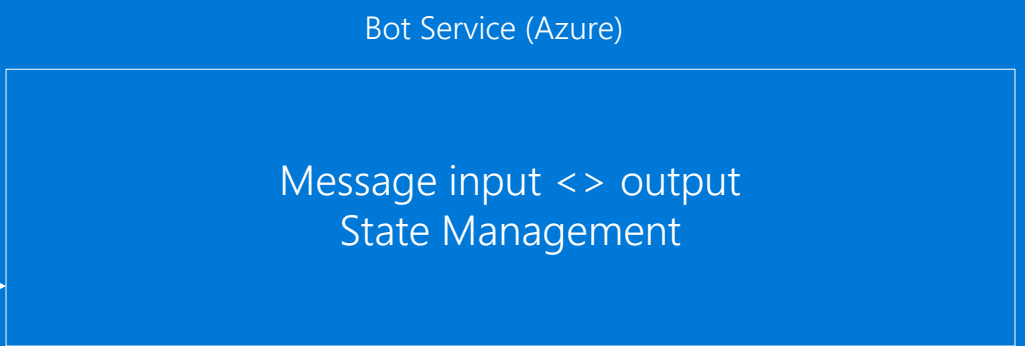 Bot Service (Azure)
Message input <> output
State Management